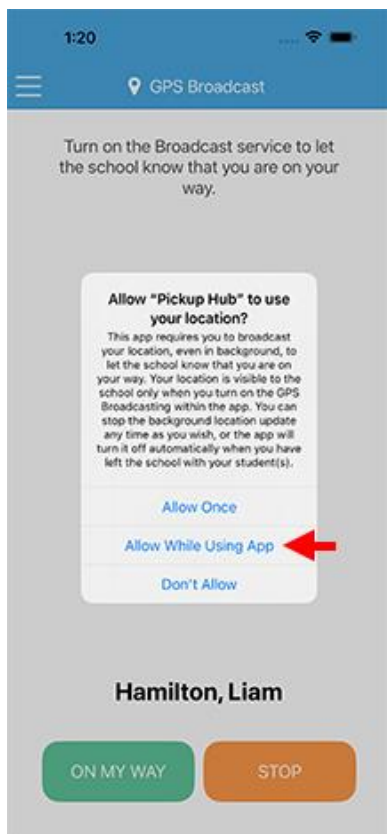 1:20
GPS Broadcast
Turn on the Broadcast service to let
the school know that you are on your
way.
Allow "Pickup Hub" to use
your location?
This app requires you to broadcast
your location, even in background, to
let the school know that you are on
your way. Your location is visible to the
school only when you turn on the GPS
Broadcasting within the app. You can
stop the background location update
any time as you wish, or the app will
turn it off automatically when you have
left the school with your student(s).
Allow Once
Allow While Using App
Don't Allow
Hamilton, Liam
ON MY WAY
STOP